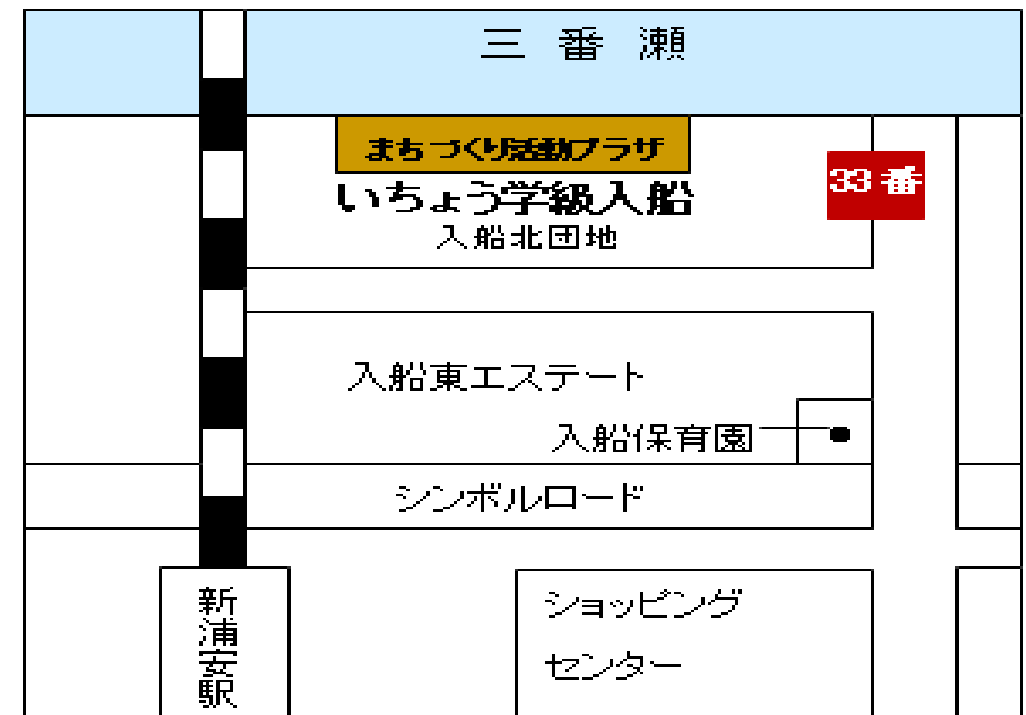 三番瀬
まちづくり活動プラザ
33番
いちょう学級入船
入船北団地
入船東エステート
入船保育園
シンボルロード
新浦安駅
ショッピング
センター